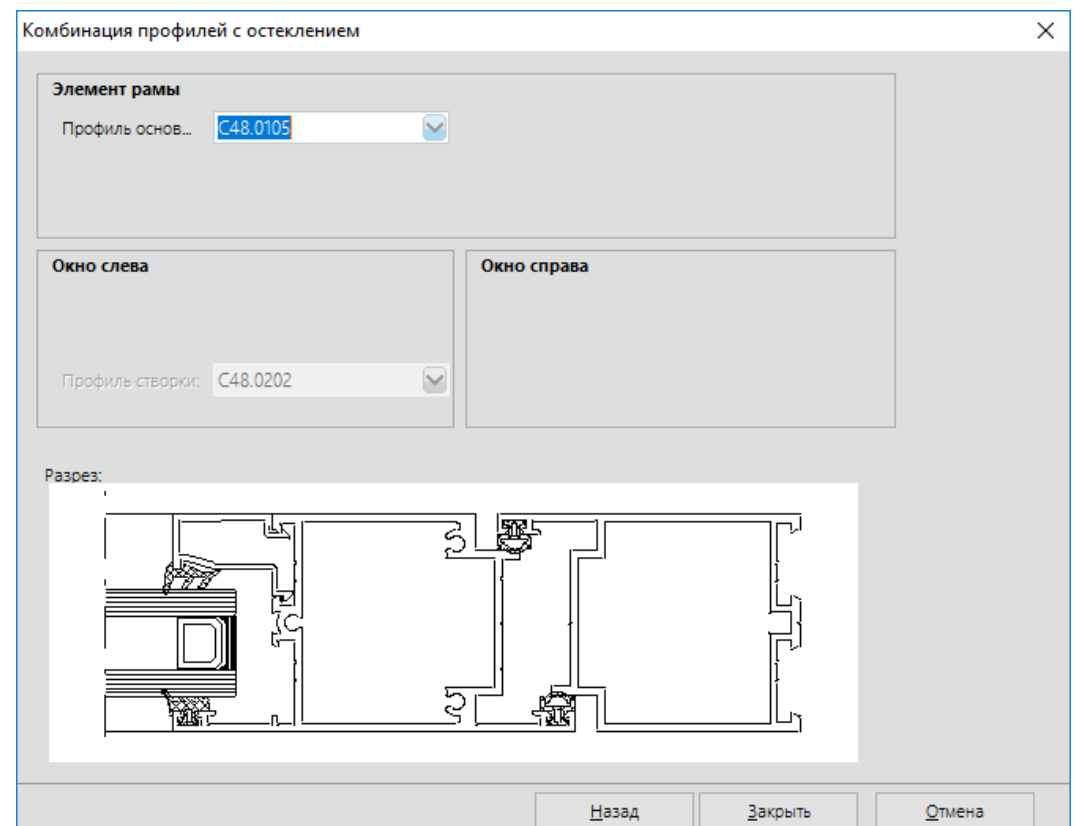 Комбинация профилей с остеклением
Элемент рамы
Профиль основ... C48.0105
Окно слева
Окно справа
Профиль створки: C48.0202
Разрез:
Назад Закрыть Отмена